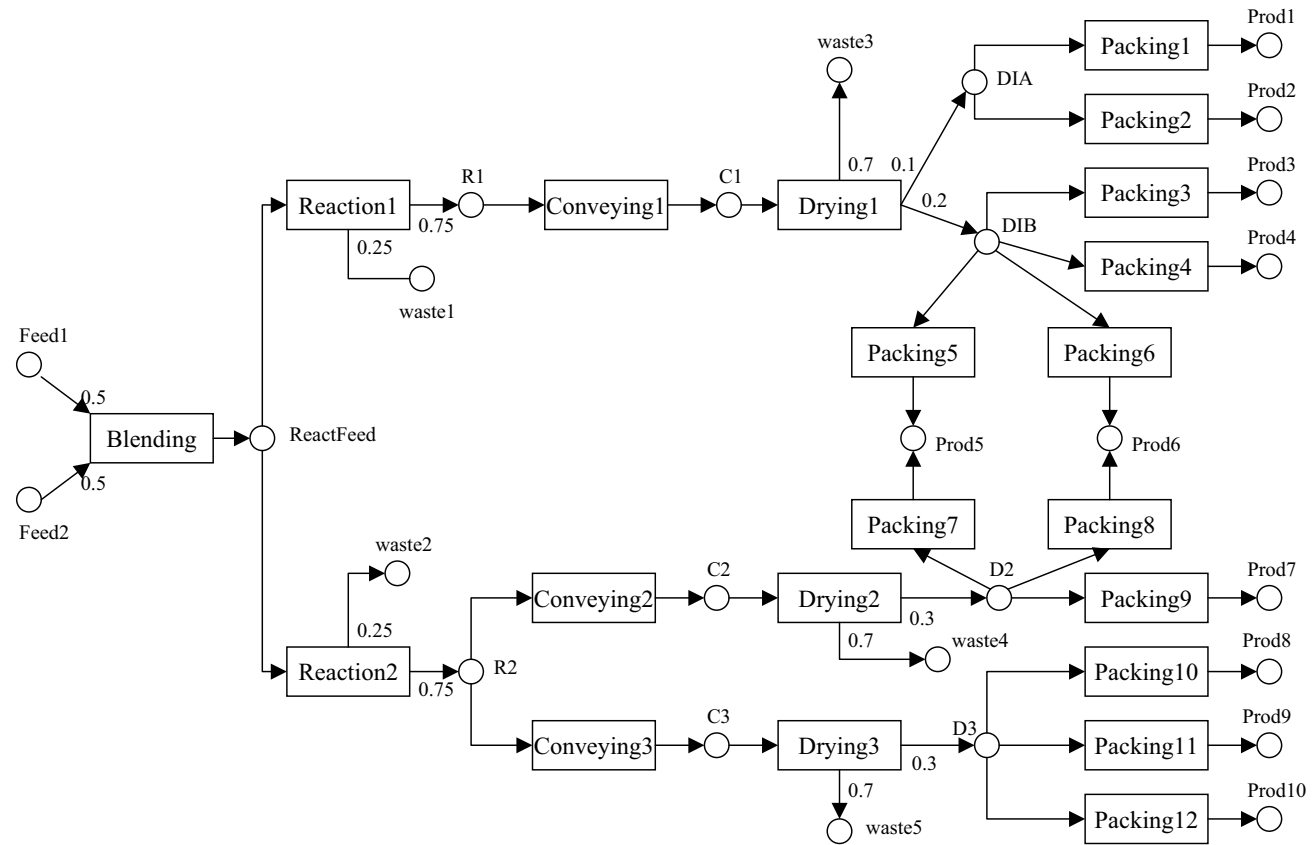 Prod1
Packing1
waste3
DIA
Prod2
Packing2
0.7
0.1
Prod3
R1
C1
Packing3
Reaction1
Conveying1
Drying1
0.2
0.75
DIB
Prod4
0.25
Packing4
waste1
Feed1
Packing5
Packing6
0.5
Blending
ReactFeed
Prod5
Prod6
0.5
Feed2
Packing7
Packing8
waste2
C2
D2
Prod7
Conveying2
Drying2
Packing9
0.3
0.25
0.7
waste4
Prod8
Reaction2
R2
Packing10
0.75
C3
D3
Prod9
Conveying3
Drying3
Packing11
0.3
0.7
Prod10
Packing12
waste5